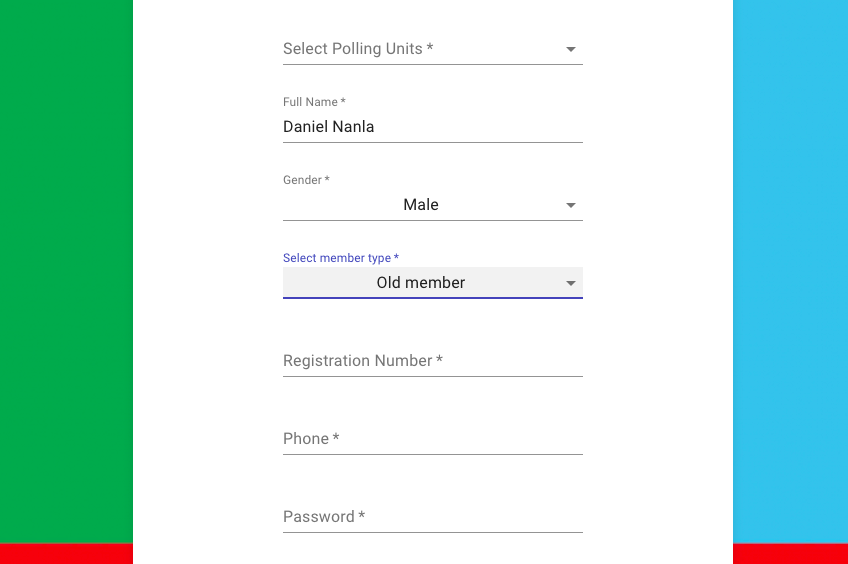 Select Polling Units *
Full Name *
Daniel Nanla
Gender *
Male
Select member type *
Old member
Registration Number *
Phone *
Password *